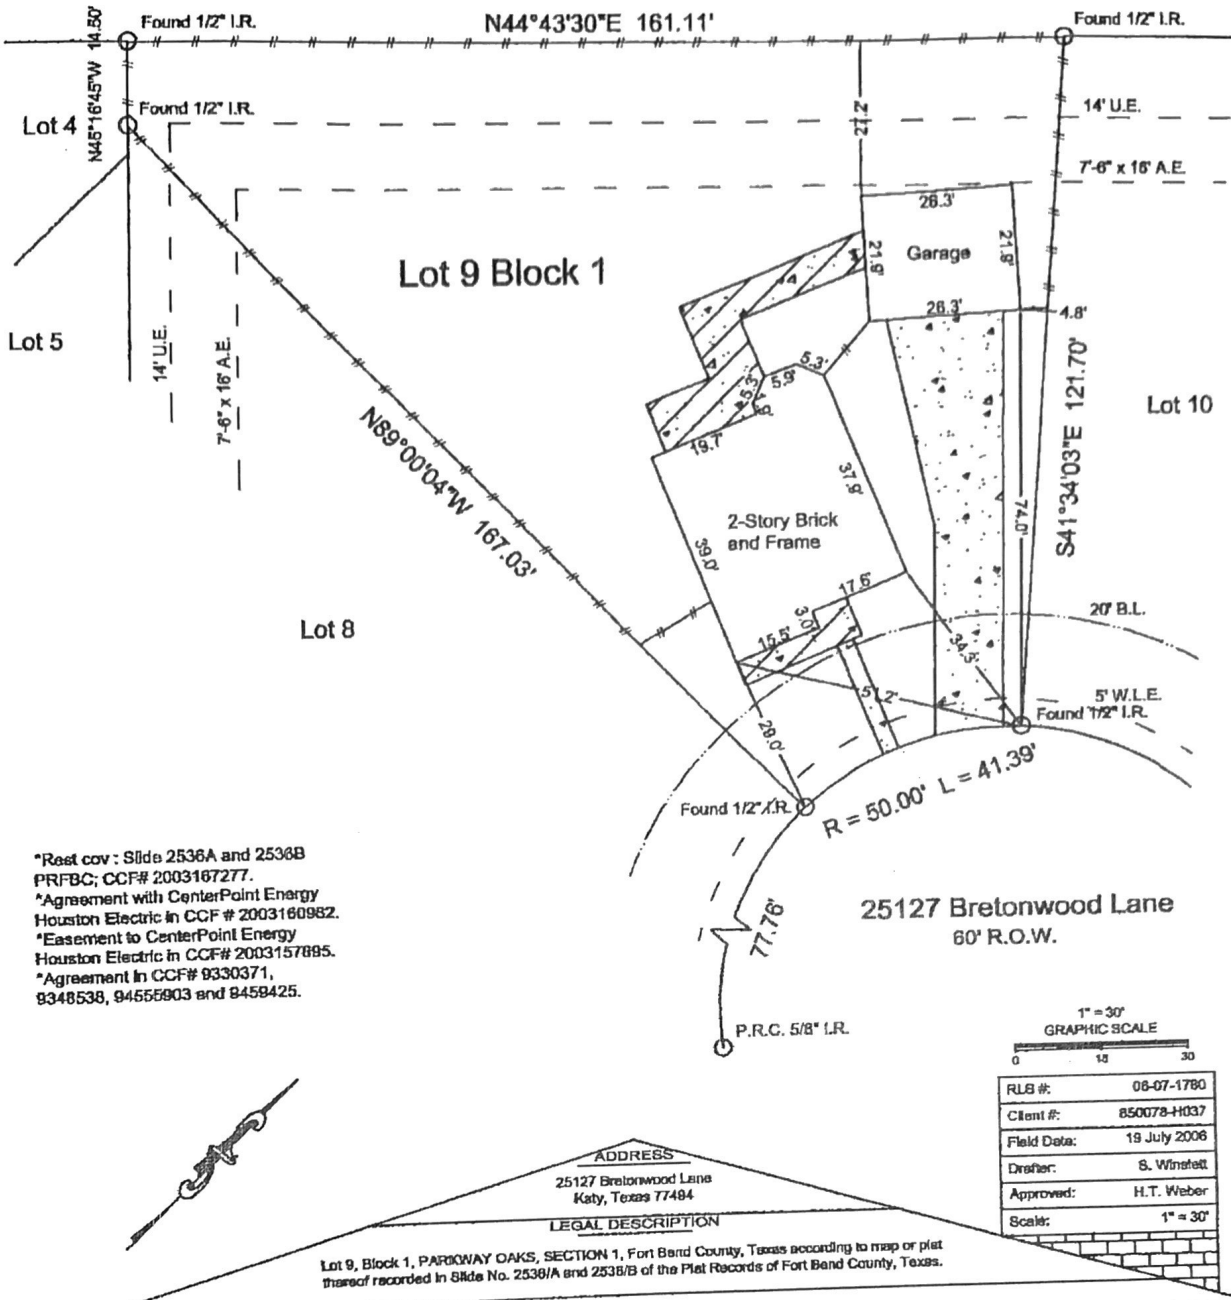 Found 1/2" I.R.
N44°43'30"E 161.11'
Found 1/2" I.R.
N45°16'45"W 14.50'
Found 1/2" I.R.
Lot 4
27.2'
14' U.E.
7'-6" x 16' A.E.
26.3'
Lot 9 Block 1
21.8'
Garage
21.8'
26.3'
4.8'
Lot 5
14' U.E.
7'-6" x 16' A.E.
5.3'
5.9'
5.3'
1.9'
19.7'
S41°34'03"E 121.70'
Lot 10
N89°00'04"W 167.03'
37.9'
74.0'
2-Story Brick
and Frame
39.0'
17.6'
3.0'
15.5'
20' B.L.
Lot 8
34.3'
51.2'
5' W.L.E.
Found 1/2" I.R.
29.0'
Found 1/2" I.R.
R = 50.00' L = 41.39'
*Rest cov : Slide 2536A and 2536B
PRFBC; CCF# 2003167277.
*Agreement with CenterPoint Energy
Houston Electric in CCF # 2003160982.
*Easement to CenterPoint Energy
Houston Electric in CCF# 2003157895.
*Agreement in CCF# 9330371,
9348538, 94555903 and 9459425.
25127 Bretonwood Lane
60' R.O.W.
77.76'
P.R.C. 5/8" I.R.
1" = 30'
GRAPHIC SCALE
0 15 30
RLS #: 06-07-1780
Client #: 850078-H037
Field Date: 19 July 2006
Drafter: S. Winstett
Approved: H.T. Weber
Scale: 1" = 30'
ADDRESS
25127 Bretonwood Lane
Katy, Texas 77494
LEGAL DESCRIPTION
Lot 9, Block 1, PARKWAY OAKS, SECTION 1, Fort Bend County, Texas according to map or plat
thereof recorded in Slide No. 2536/A and 2536/B of the Plat Records of Fort Bend County, Texas.